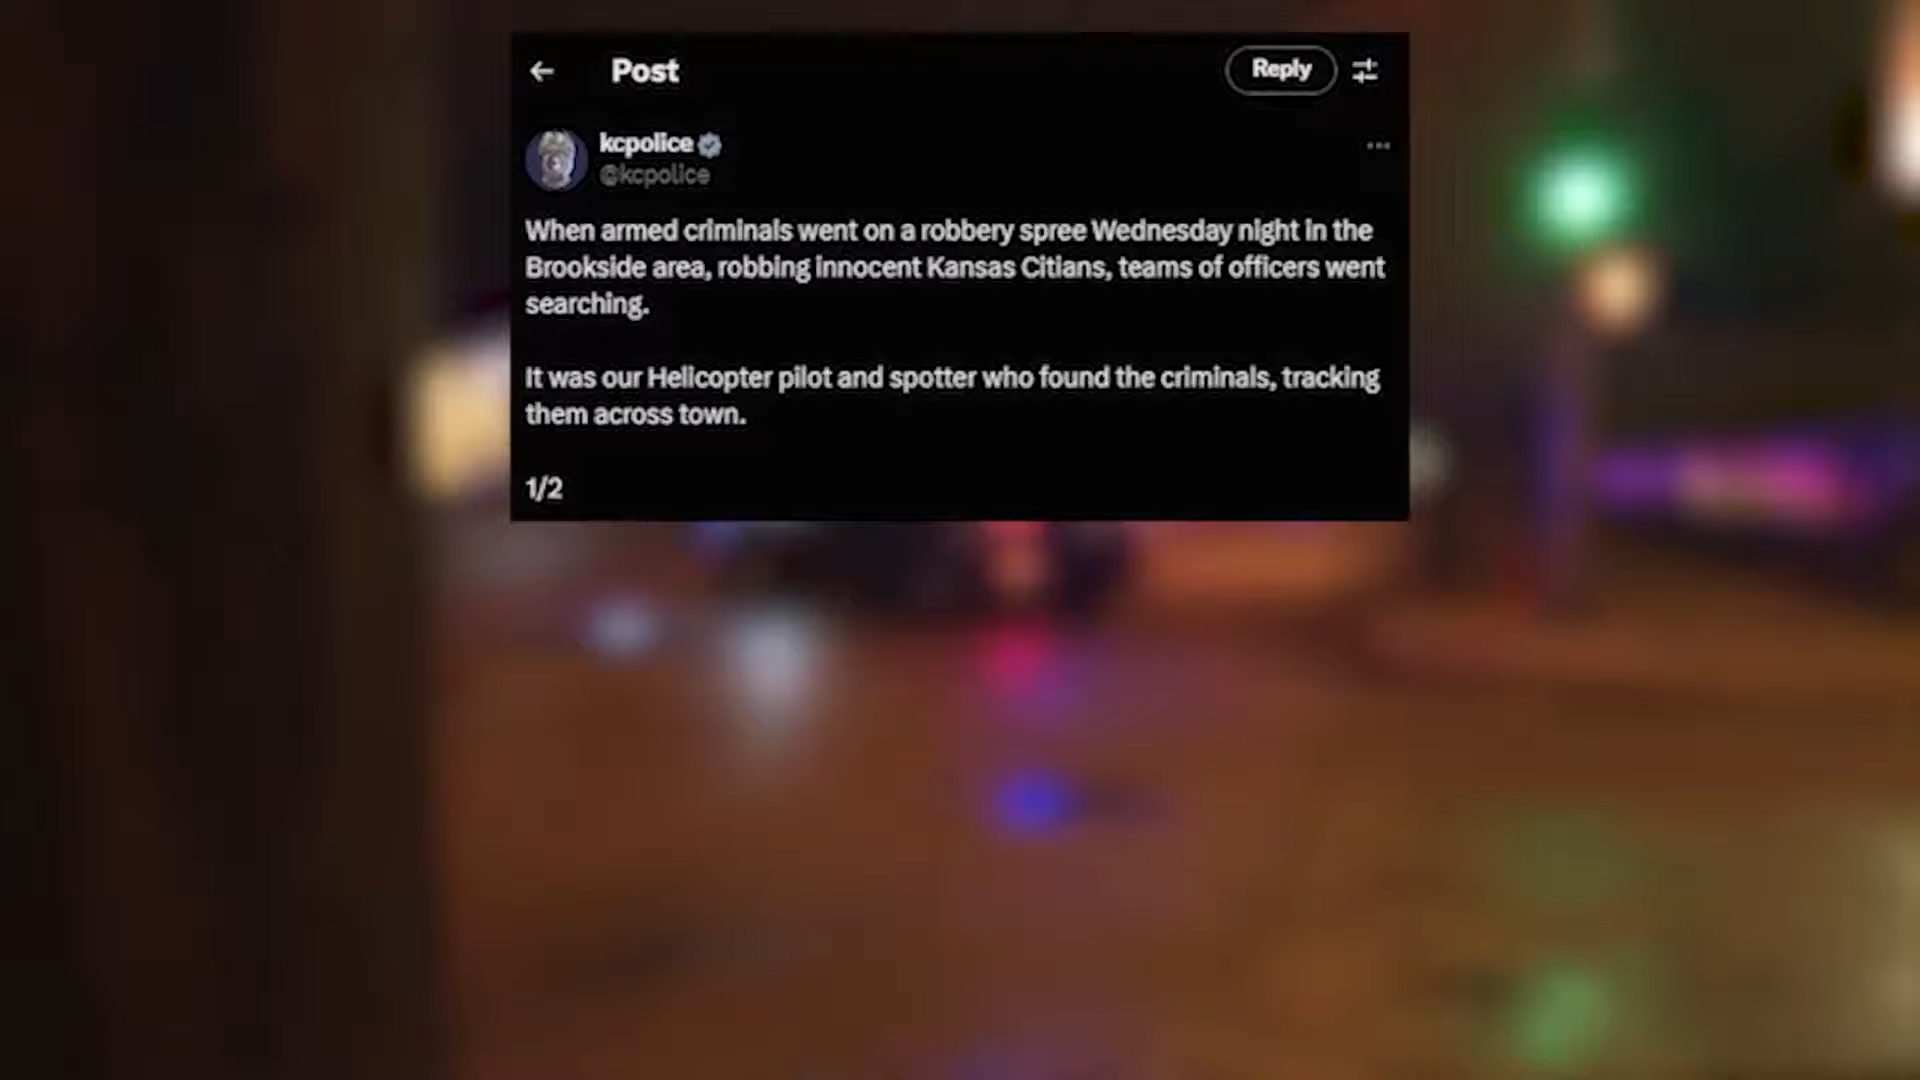 Post
Reply
kcpolice
@kcpolice
When armed criminals went on a robbery spree Wednesday night in the
Brookside area, robbing innocent Kansas Citians, teams of officers went
searching.
It was our Helicopter pilot and spotter who found the criminals, tracking
them across town.
1/2